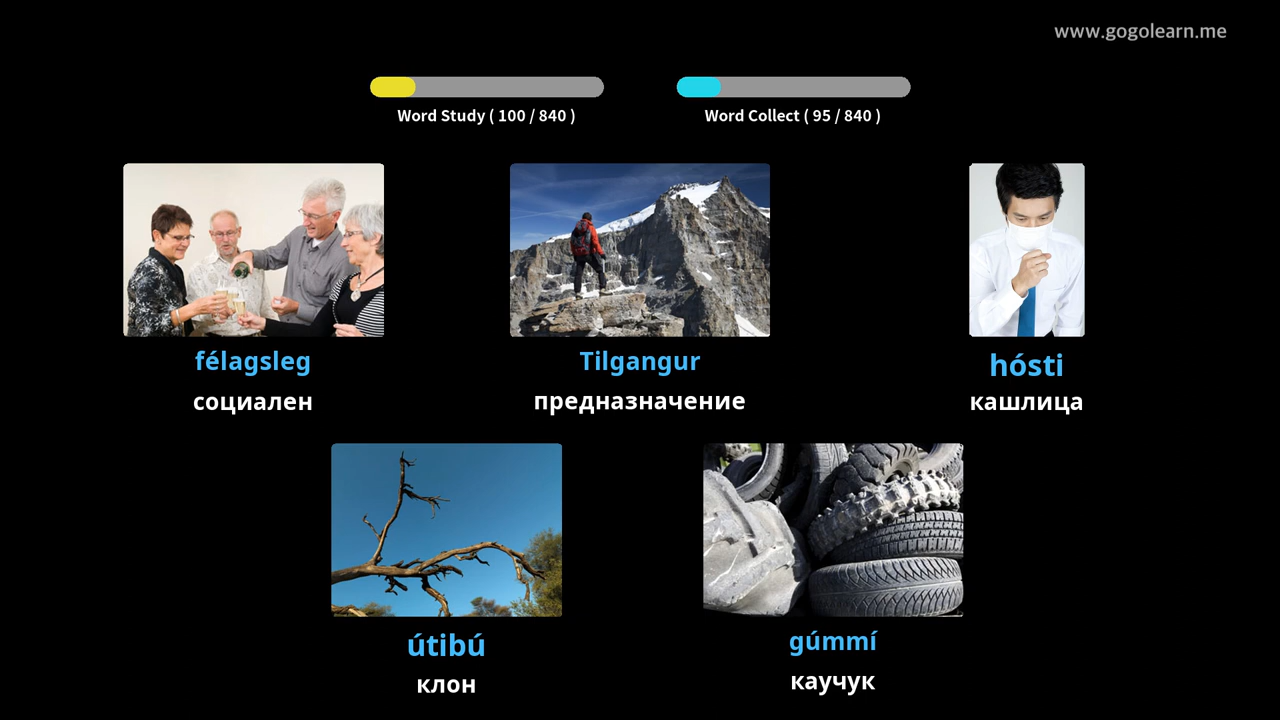 www.gogolearn.me
Word Study ( 100 / 840 )
Word Collect ( 95 / 840 )
félagsleg
социален
Tilgangur
предназначение
hósti
кашлица
útibú
клон
gúmmí
каучук